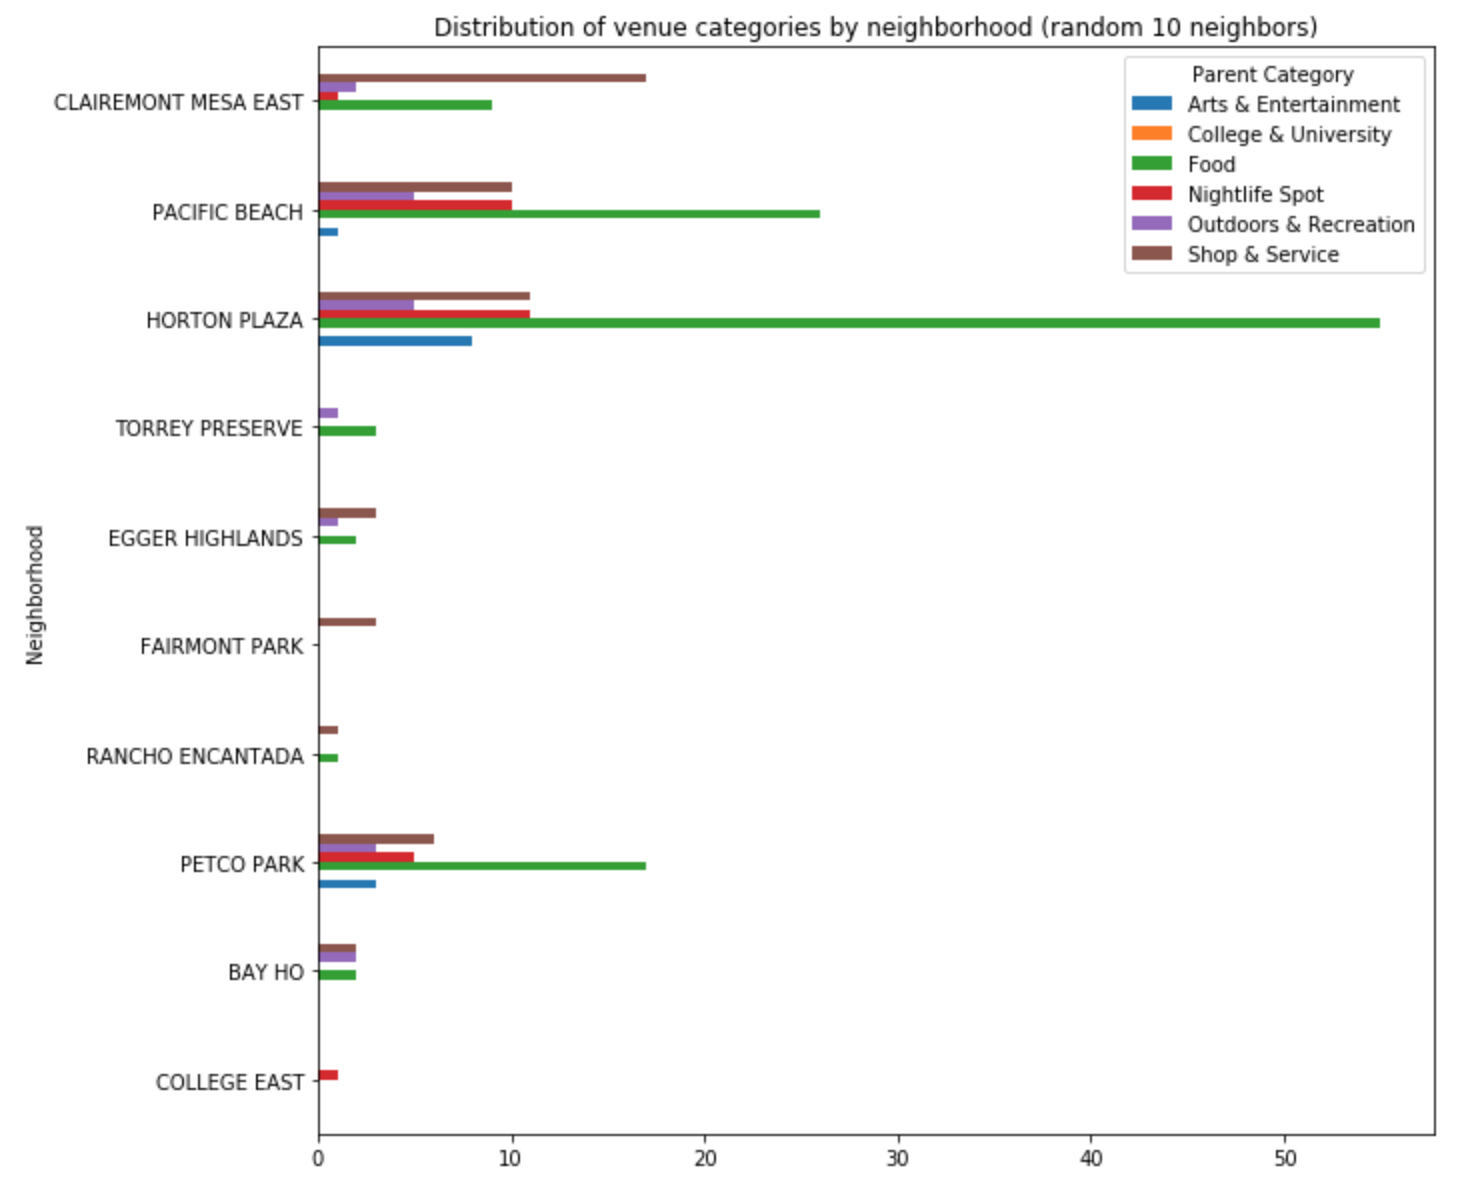 Distribution of venue categories by neighborhood (random 10 neighbors)
Parent Category
Arts & Entertainment
College & University
Food
Nightlife Spot
Outdoors & Recreation
Shop & Service
Neighborhood
CLAIREMONT MESA EAST
PACIFIC BEACH
HORTON PLAZA
TORREY PRESERVE
EGGER HIGHLANDS
FAIRMONT PARK
RANCHO ENCANTADA
PETCO PARK
BAY HO
COLLEGE EAST
0 10 20 30 40 50